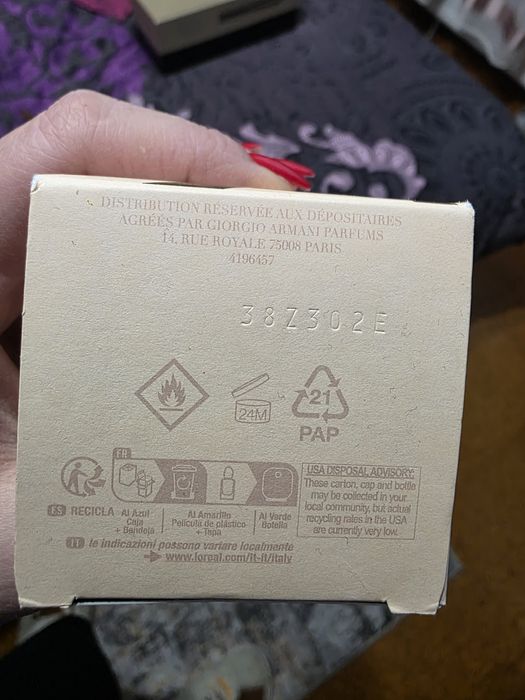 DISTRIBUTION RÉSERVÉE AUX DÉPOSITAIRES
AGRÉÉS PAR GIORGIO ARMANI PARFUMS
14, RUE ROYALE 75008 PARIS
4196457
38Z302E
24M
21
PAP
FR
ES RECICLA
Al Azul
Caja
+ Bandeja
Al Amarillo
Película de plástico
+ Tapa
Al Verde
Botella
USA DISPOSAL ADVISORY:
These carton, cap and bottle
may be collected in your
local community, but actual
recycling rates in the USA
are currently very low.
IT le indicazioni possono variare localmente
www.loreal.com/it-it/italy